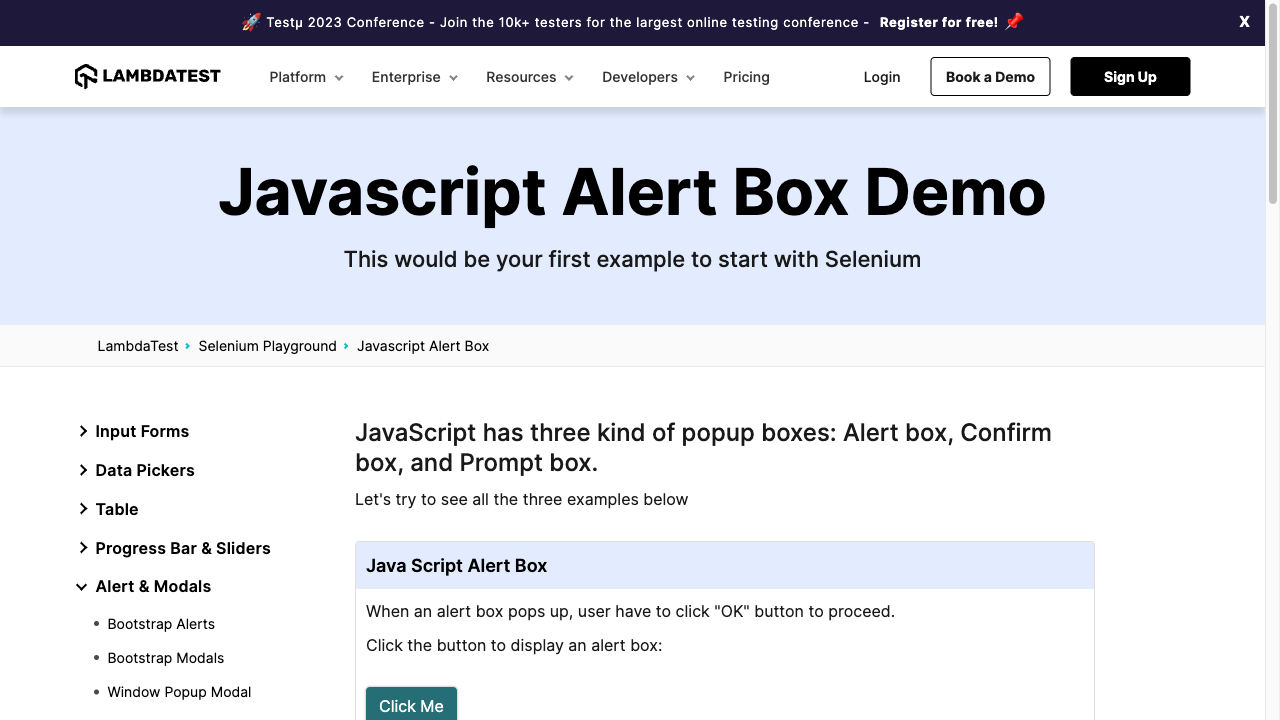 🚀 Testμ 2023 Conference - Join the 10k+ testers for the largest online testing conference - Register for free! 📌 X
LAMBDATEST Platform Enterprise Resources Developers Pricing Login Book a Demo Sign Up
Javascript Alert Box Demo
This would be your first example to start with Selenium
LambdaTest Selenium Playground Javascript Alert Box
Input Forms
Data Pickers
Table
Progress Bar & Sliders
Alert & Modals
Bootstrap Alerts
Bootstrap Modals
Window Popup Modal
JavaScript has three kind of popup boxes: Alert box, Confirm
box, and Prompt box.
Let's try to see all the three examples below
Java Script Alert Box
When an alert box pops up, user have to click "OK" button to proceed.
Click the button to display an alert box:
Click Me